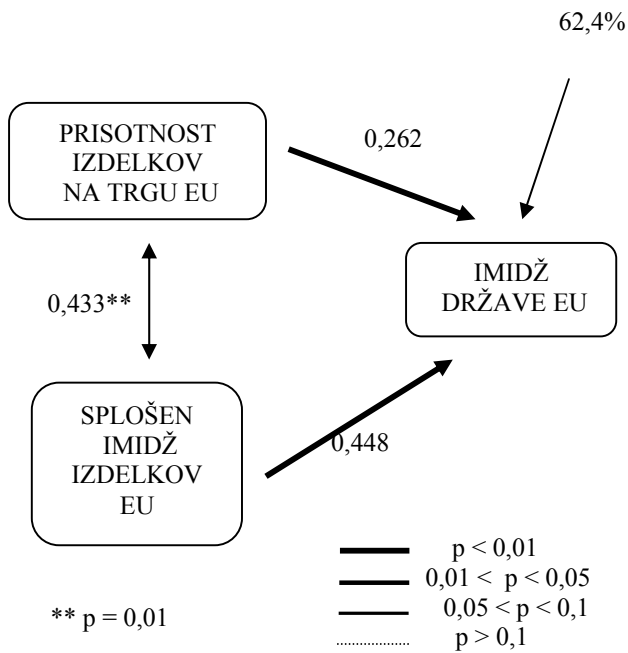 62,4%
PRISOTNOST
IZDELKOV
NA TRGU EU
0,262
IMIDŽ
DRŽAVE EU
0,433**
SPLOŠEN
IMIDŽ
IZDELKOV
EU
0,448
p < 0,01
0,01 < p < 0,05
0,05 < p < 0,1
p > 0,1
** p = 0,01